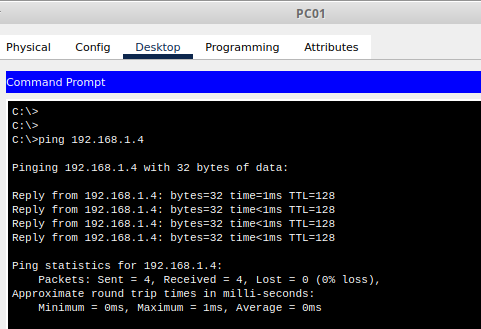 PC01
Physical Config Desktop Programming Attributes
Command Prompt
C:\>
C:\>
C:\>ping 192.168.1.4
Pinging 192.168.1.4 with 32 bytes of data:
Reply from 192.168.1.4: bytes=32 time=1ms TTL=128
Reply from 192.168.1.4: bytes=32 time<1ms TTL=128
Reply from 192.168.1.4: bytes=32 time<1ms TTL=128
Reply from 192.168.1.4: bytes=32 time<1ms TTL=128
Ping statistics for 192.168.1.4:
    Packets: Sent = 4, Received = 4, Lost = 0 (0% loss),
Approximate round trip times in milli-seconds:
    Minimum = 0ms, Maximum = 1ms, Average = 0ms